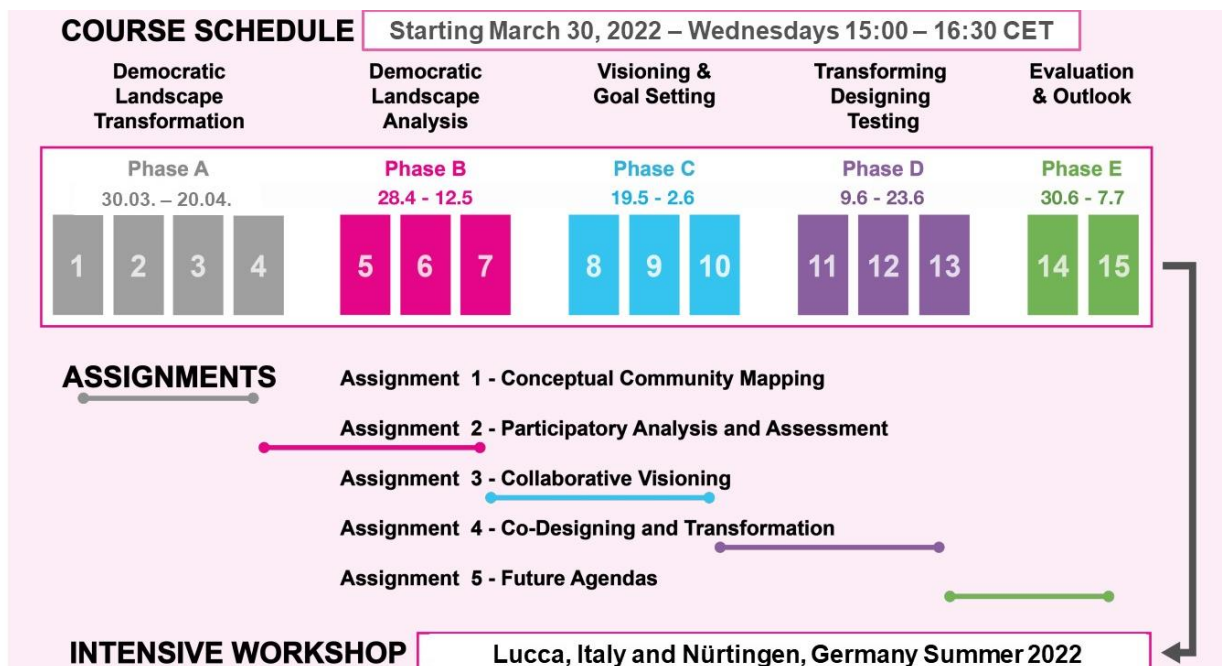 COURSE SCHEDULE Starting March 30, 2022 – Wednesdays 15:00 – 16:30 CET
Democratic
Landscape
Transformation
Democratic
Landscape
Analysis
Visioning &
Goal Setting
Transforming
Designing
Testing
Evaluation
& Outlook
Phase A
30.03. – 20.04.
Phase B
28.4 - 12.5
Phase C
19.5 - 2.6
Phase D
9.6 - 23.6
Phase E
30.6 - 7.7
1 2 3 4 5 6 7 8 9 10 11 12 13 14 15
ASSIGNMENTS
Assignment 1 - Conceptual Community Mapping
Assignment 2 - Participatory Analysis and Assessment
Assignment 3 - Collaborative Visioning
Assignment 4 - Co-Designing and Transformation
Assignment 5 - Future Agendas
INTENSIVE WORKSHOP Lucca, Italy and Nürtingen, Germany Summer 2022